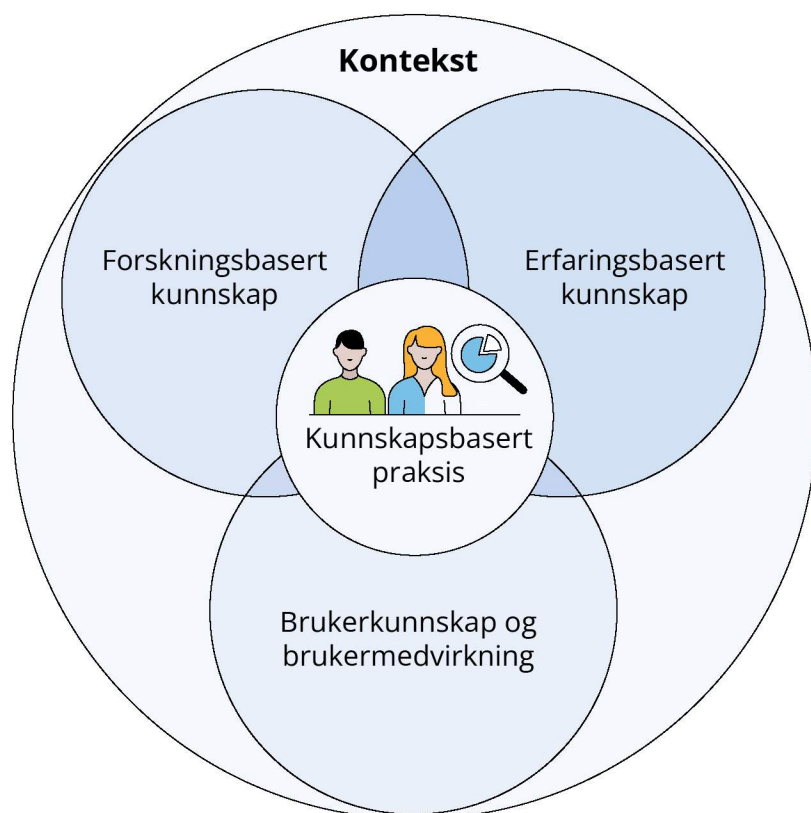 Kontekst
Forskningsbasert
kunnskap
Erfaringsbasert
kunnskap
Kunnskapsbasert
praksis
Brukerkunnskap og
brukermedvirkning